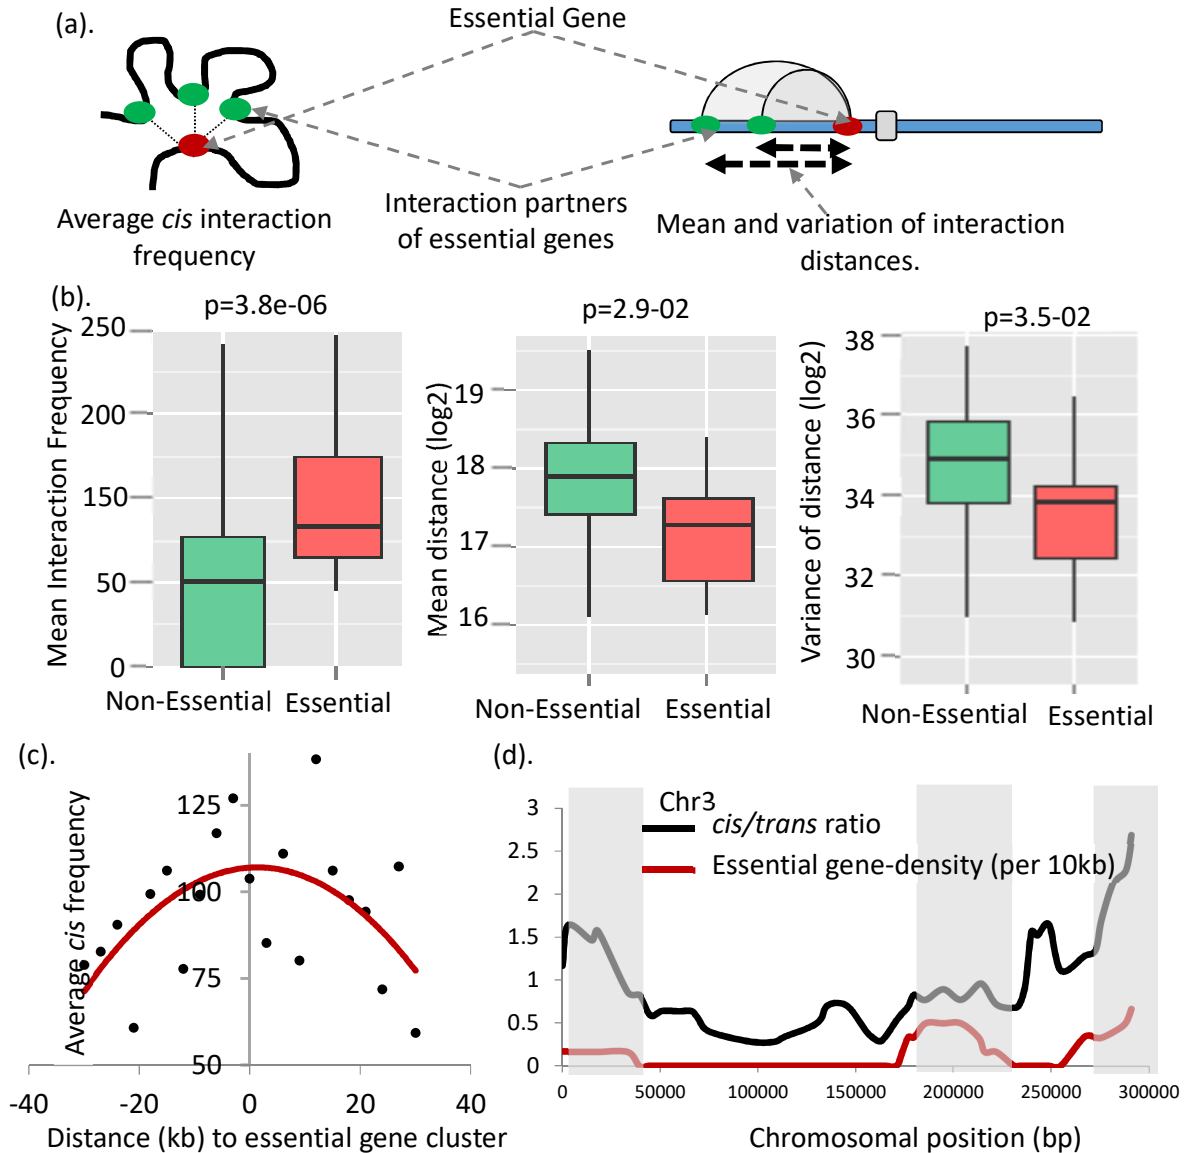 (a).
Essential Gene
Average cis interaction
frequency
Interaction partners
of essential genes
Mean and variation of interaction
distances.
(b).
p=3.8e-06
Mean Interaction Frequency
250
200
150
100
50
0
Non-Essential
Essential
p=2.9-02
Mean distance (log2)
19
18
17
16
Non-Essential
Essential
p=3.5-02
Variance of distance (log2)
38
36
34
32
30
Non-Essential
Essential
(c).
Average cis frequency
125
100
75
50
-40
-20
0
20
40
Distance (kb) to essential gene cluster
(d).
Chr3
cis/trans ratio
Essential gene-density (per 10kb)
3
2.5
2
1.5
1
0.5
0
0
50000
100000
150000
200000
250000
300000
Chromosomal position (bp)